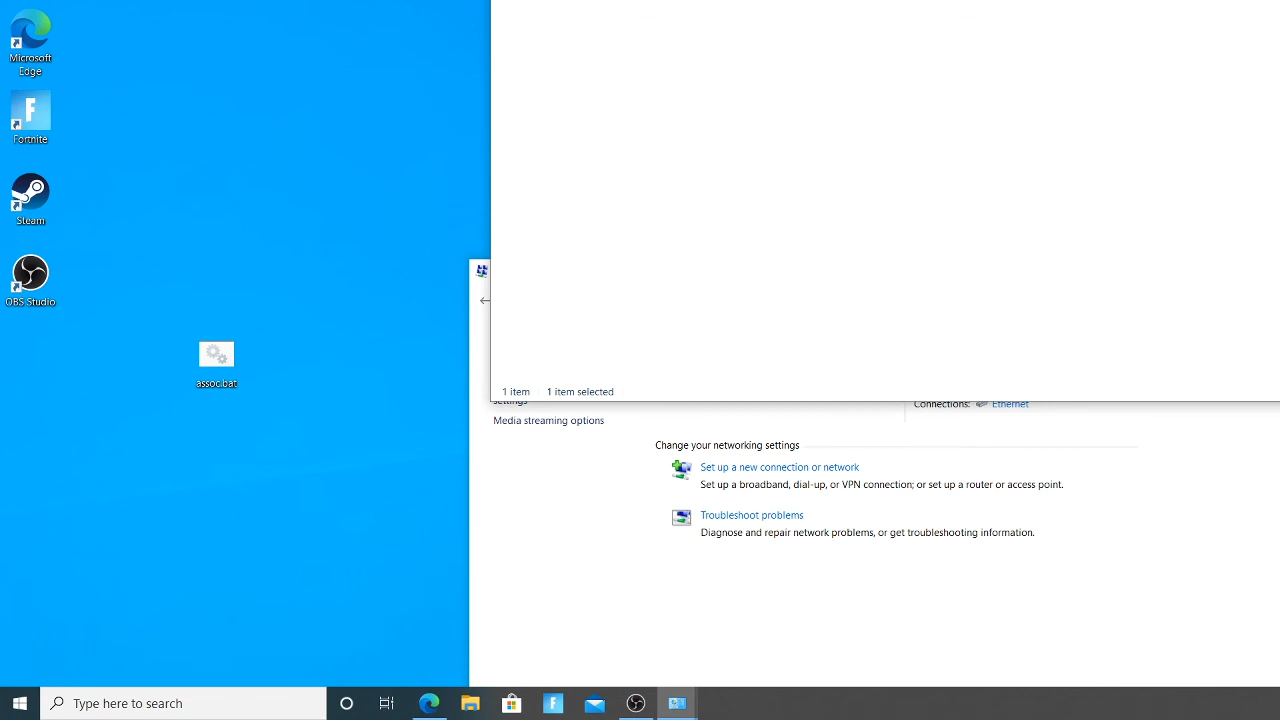 Microsoft
Edge
Fortnite
Steam
OBS Studio
assoc.bat
1 item
1 item selected
settings
Connections:
Ethernet
Media streaming options
Change your networking settings
Set up a new connection or network
Set up a broadband, dial-up, or VPN connection; or set up a router or access point.
Troubleshoot problems
Diagnose and repair network problems, or get troubleshooting information.
Type here to search